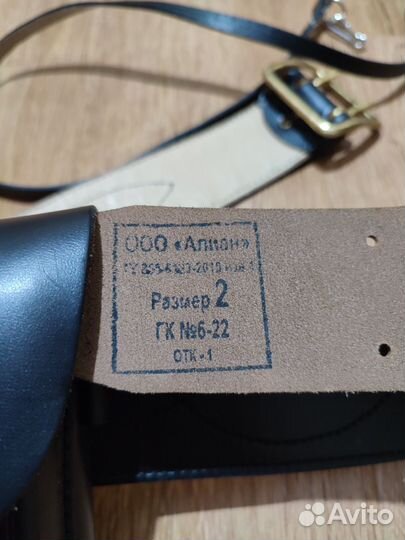 ООО «Алиан»
Размер 2
ГК №6-22
ОТК - 1
Avito